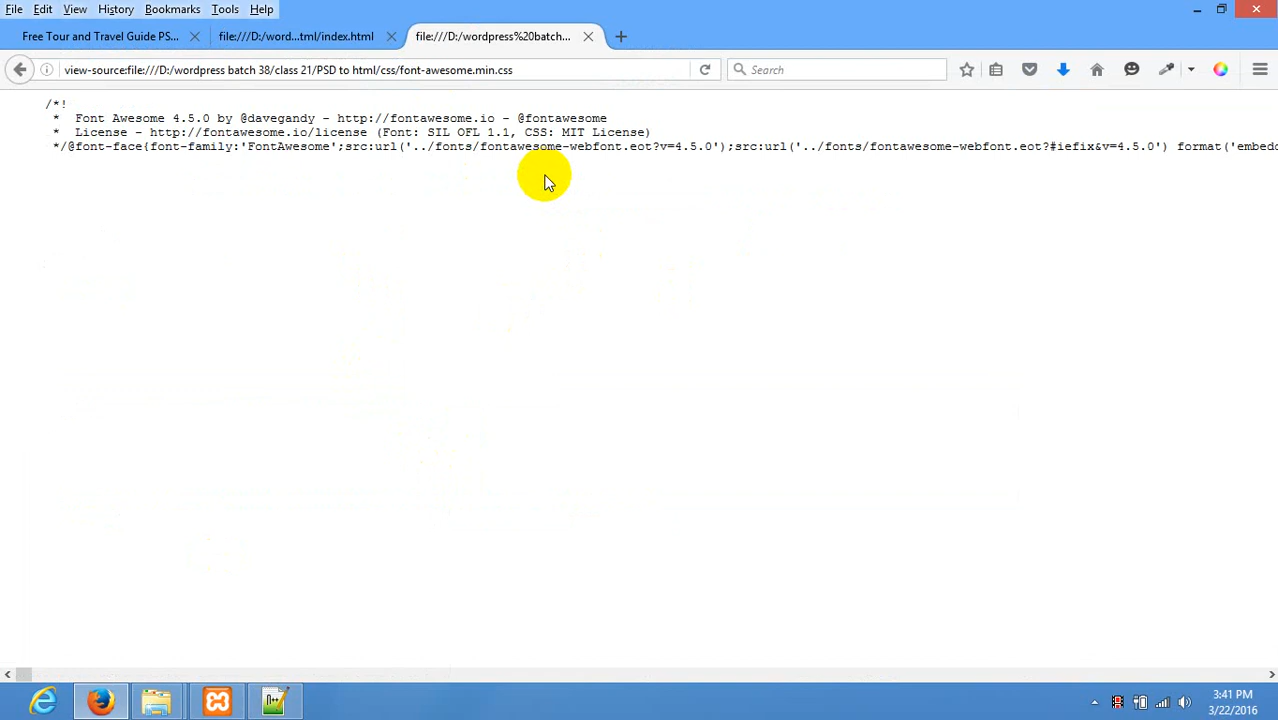 File Edit View History Bookmarks Tools Help
Free Tour and Travel Guide PS... file:///D:/word...tml/index.html file:///D:/wordpress%20batch...
view-source:file:///D:/wordpress batch 38/class 21/PSD to html/css/font-awesome.min.css Search
/*!
* Font Awesome 4.5.0 by @davegandy - http://fontawesome.io - @fontawesome
* License - http://fontawesome.io/license (Font: SIL OFL 1.1, CSS: MIT License)
*/@font-face{font-family:'FontAwesome';src:url('../fonts/fontawesome-webfont.eot?v=4.5.0');src:url('../fonts/fontawesome-webfont.eot?#iefix&v=4.5.0') format('embedd
3:41 PM
3/22/2016